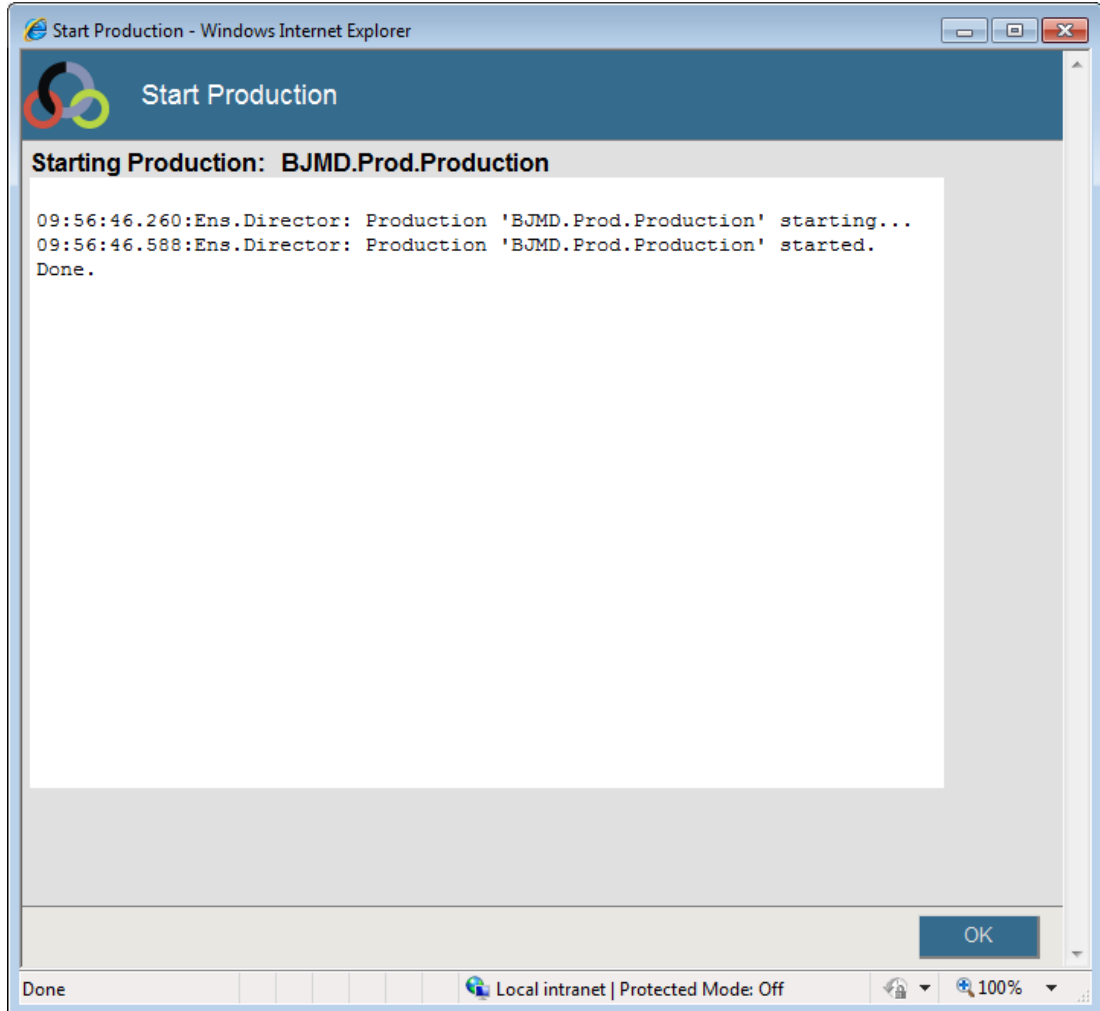 Start Production - Windows Internet Explorer
Start Production
Starting Production: BJMD.Prod.Production
09:56:46.260:Ens.Director: Production 'BJMD.Prod.Production' starting...
09:56:46.588:Ens.Director: Production 'BJMD.Prod.Production' started.
Done.
OK
Done
Local intranet | Protected Mode: Off
100%